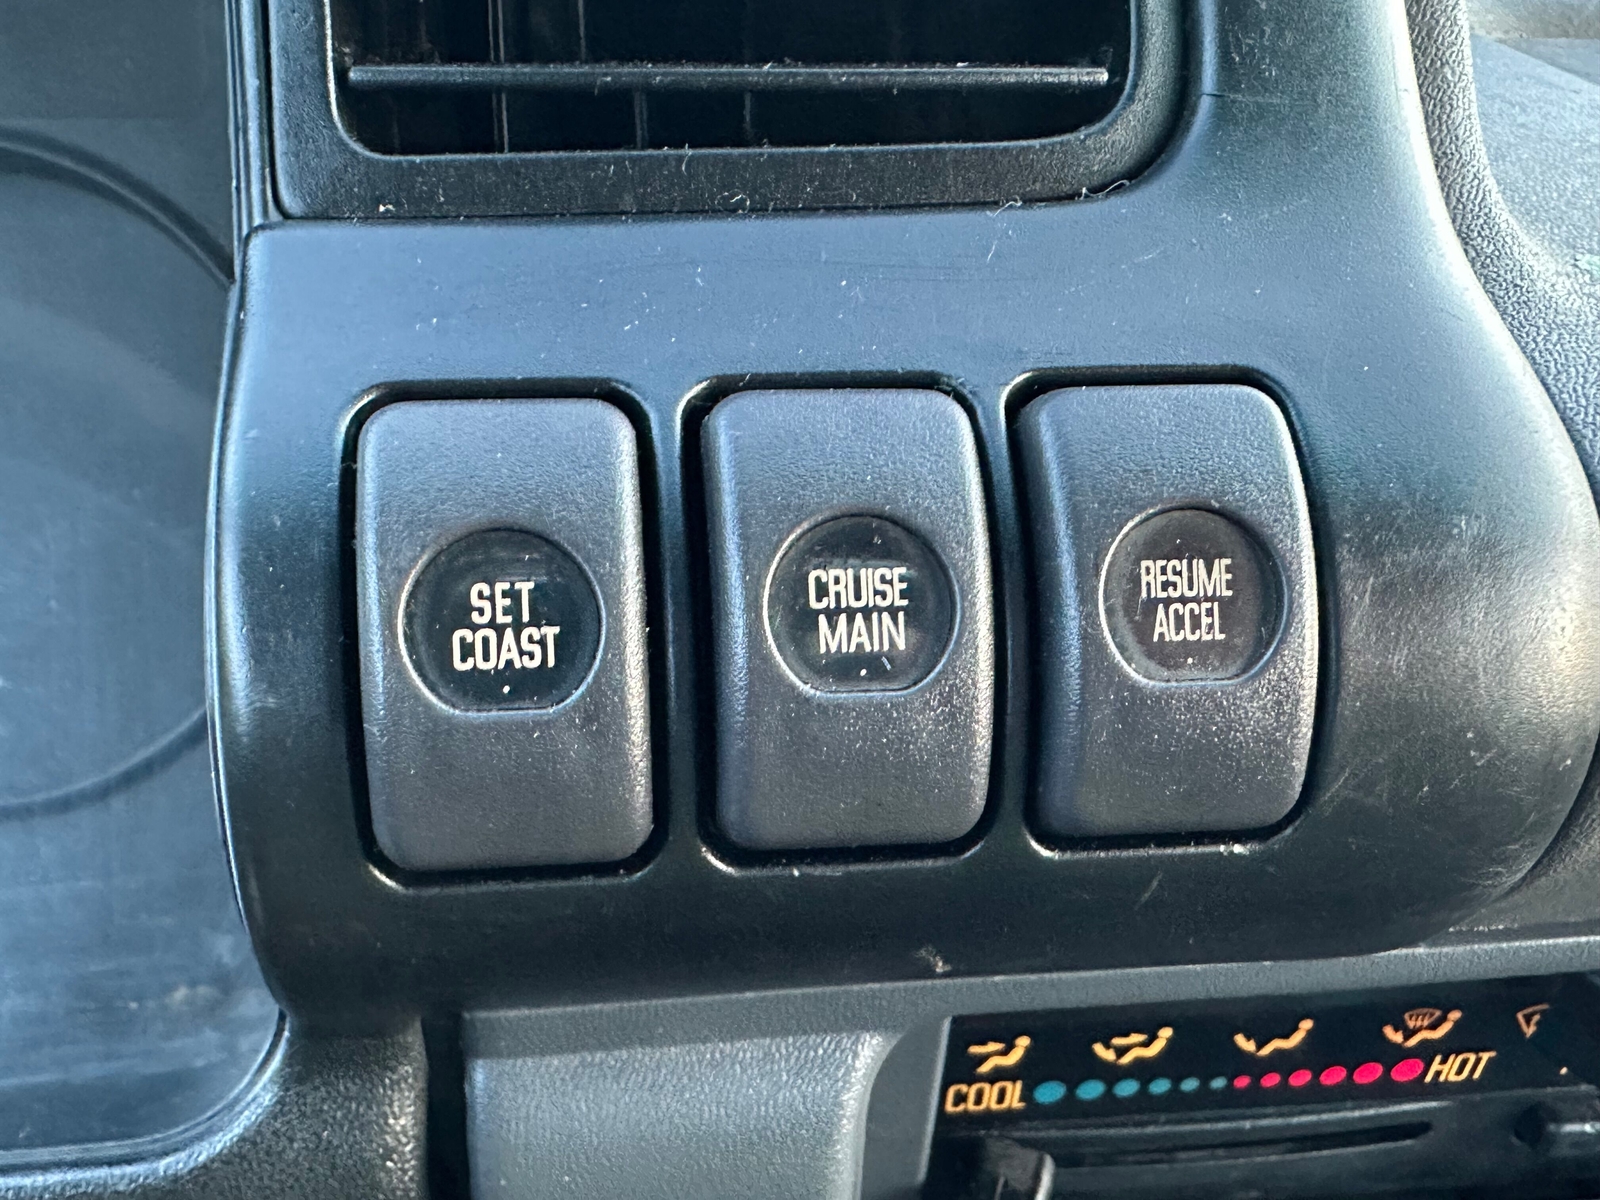 SET
COAST
CRUISE
MAIN
RESUME
ACCEL
COOL HOT